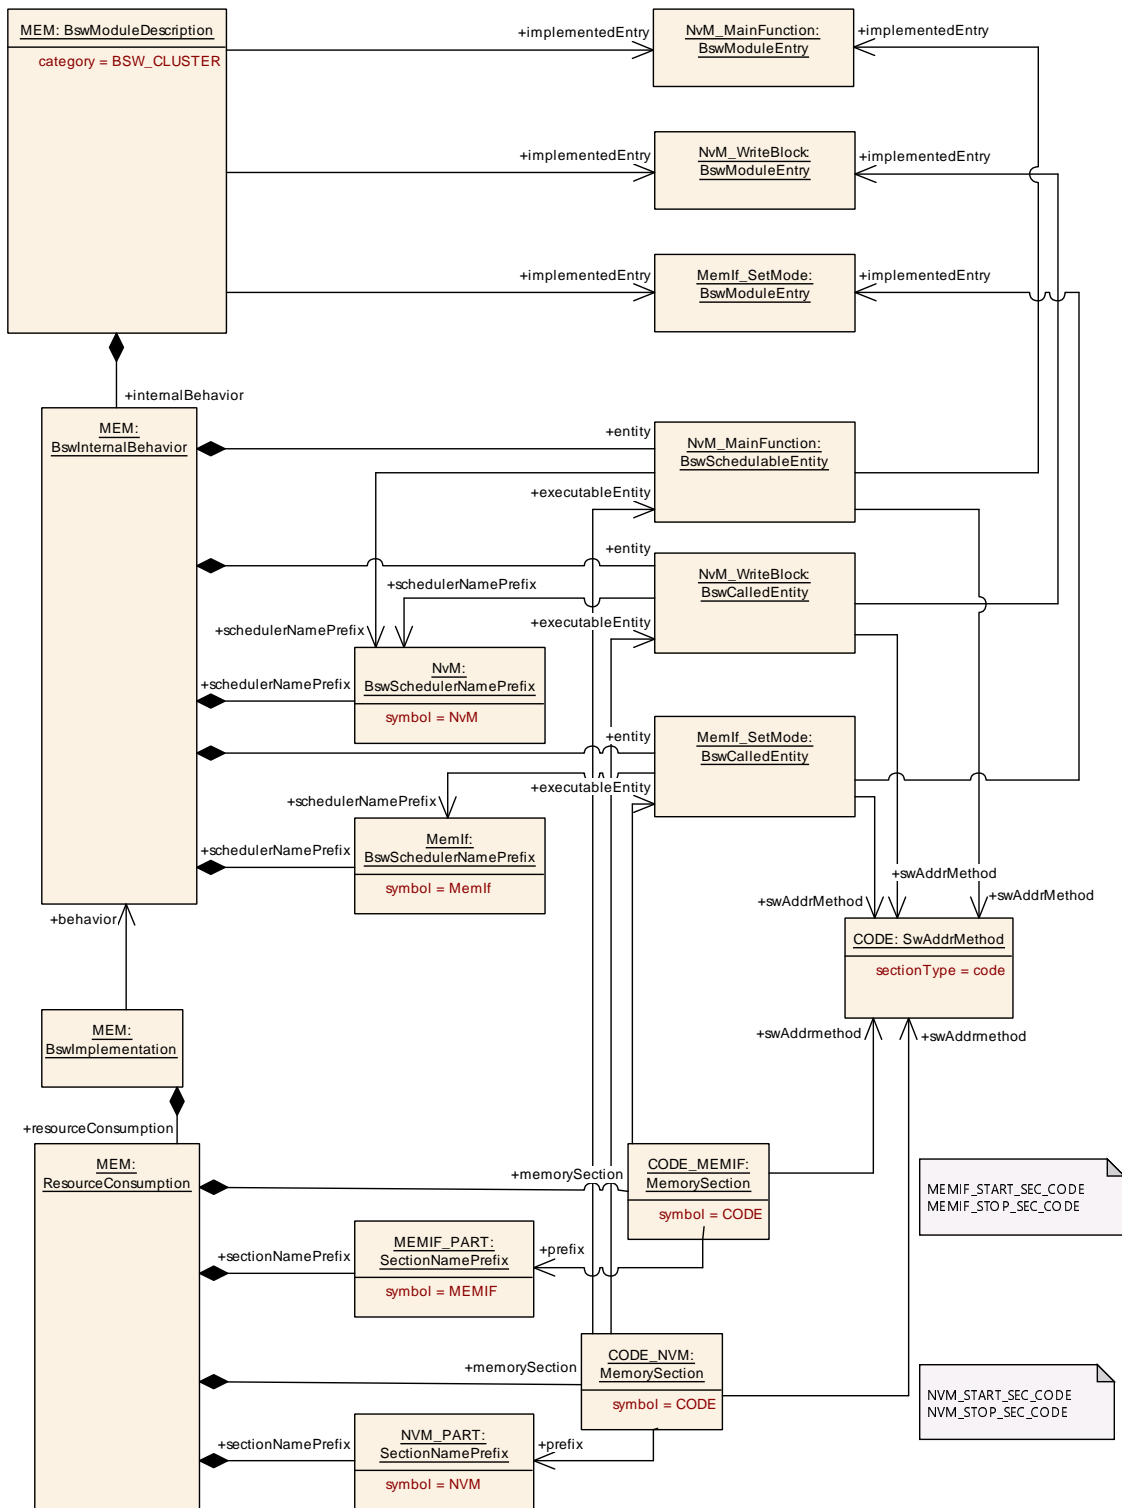 MEM: BswModuleDescription
category = BSW_CLUSTER
+implementedEntry
NvM_MainFunction:
BswModuleEntry
+implementedEntry
+implementedEntry
NvM_WriteBlock:
BswModuleEntry
+implementedEntry
+implementedEntry
MemIf_SetMode:
BswModuleEntry
+implementedEntry
+internalBehavior
MEM:
BswInternalBehavior
+entity
NvM_MainFunction:
BswSchedulableEntity
+executableEntity
+entity
NvM_WriteBlock:
BswCalledEntity
+schedulerNamePrefix
+executableEntity
+schedulerNamePrefix
NvM:
BswSchedulerNamePrefix
symbol = NvM
+schedulerNamePrefix
+entity
MemIf_SetMode:
BswCalledEntity
+executableEntity
+schedulerNamePrefix
MemIf:
BswSchedulerNamePrefix
symbol = MemIf
+schedulerNamePrefix
+swAddrMethod
+swAddrMethod
+swAddrMethod
+behavior
CODE: SwAddrMethod
sectionType = code
MEM:
BswImplementation
+swAddrmethod
+swAddrmethod
+resourceConsumption
MEM:
ResourceConsumption
+memorySection
CODE_MEMIF:
MemorySection
symbol = CODE
MEMIF_START_SEC_CODE
MEMIF_STOP_SEC_CODE
+sectionNamePrefix
MEMIF_PART:
SectionNamePrefix
symbol = MEMIF
+prefix
+memorySection
CODE_NVM:
MemorySection
symbol = CODE
NVM_START_SEC_CODE
NVM_STOP_SEC_CODE
+sectionNamePrefix
NVM_PART:
SectionNamePrefix
symbol = NVM
+prefix